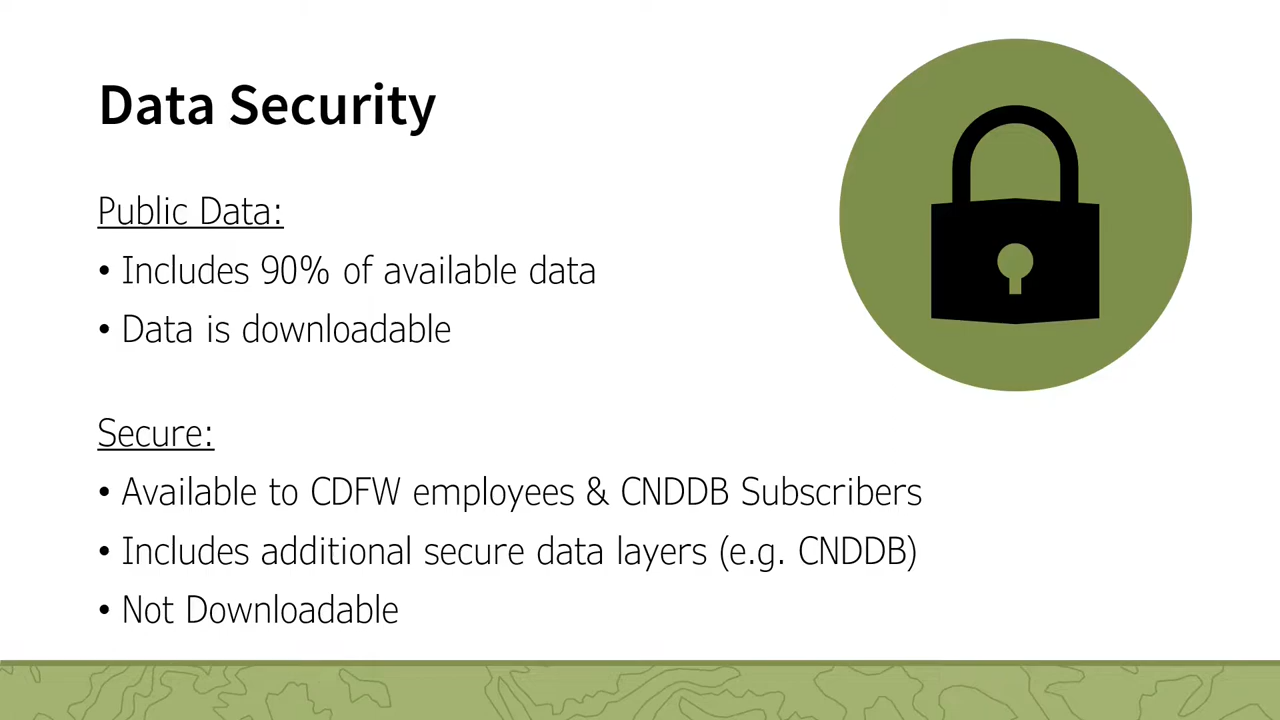 Data Security
Public Data:
• Includes 90% of available data
• Data is downloadable
Secure:
• Available to CDFW employees & CNDDB Subscribers
• Includes additional secure data layers (e.g. CNDDB)
• Not Downloadable